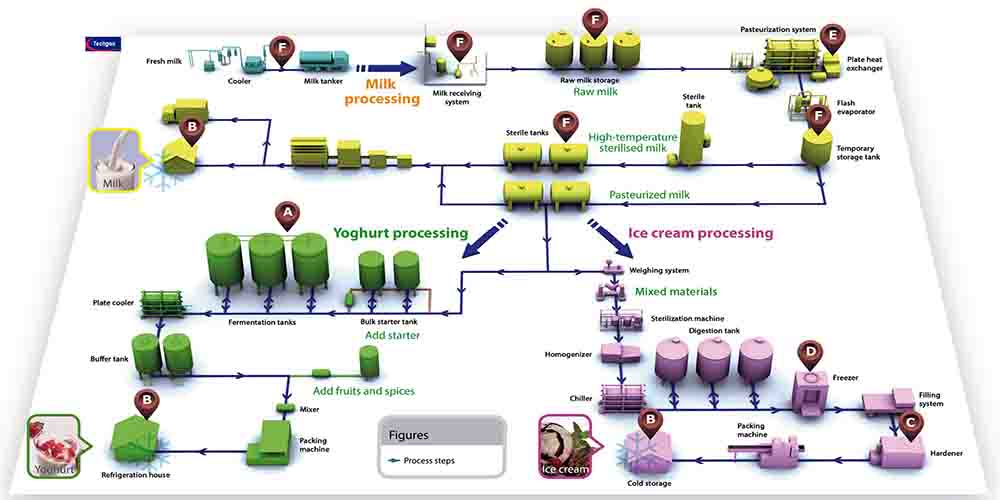 Techgen
Fresh milk
Cooler
F
Milk tanker
Milk
processing
F
Milk receiving
system
F
Raw milk storage
Raw milk
Pasteurization system
E
Plate heat
exchanger
Flash
evaporator
F
Temporary
storage tank
Sterile
tank
High-temperature
sterilised milk
Sterile tanks
F
Pasteurized milk
B
Milk
Yoghurt processing
A
Fermentation tanks
Bulk starter tank
Add starter
Plate cooler
Buffer tank
Add fruits and spices
Mixer
Packing
machine
B
Refrigeration house
Yoghurt
Ice cream processing
Weighing system
Mixed materials
Sterilization machine
Homogenizer
Chiller
Digestion tank
D
Freezer
Filling
system
C
Hardener
Packing
machine
B
Cold storage
Ice cream
Figures
Process steps